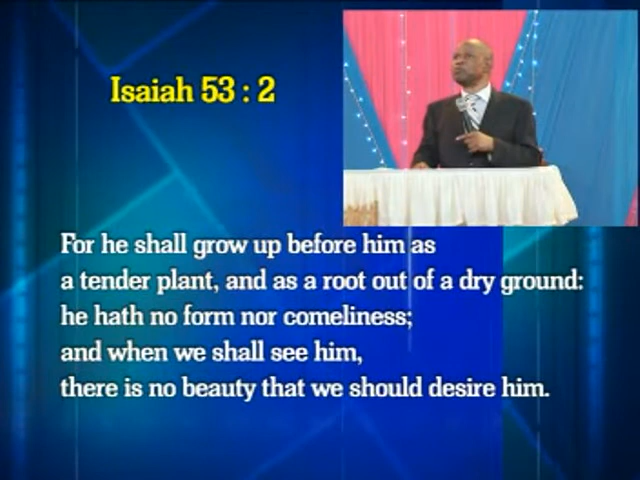 Isaiah 53 : 2
For he shall grow up before him as
a tender plant, and as a root out of a dry ground:
he hath no form nor comeliness;
and when we shall see him,
there is no beauty that we should desire him.